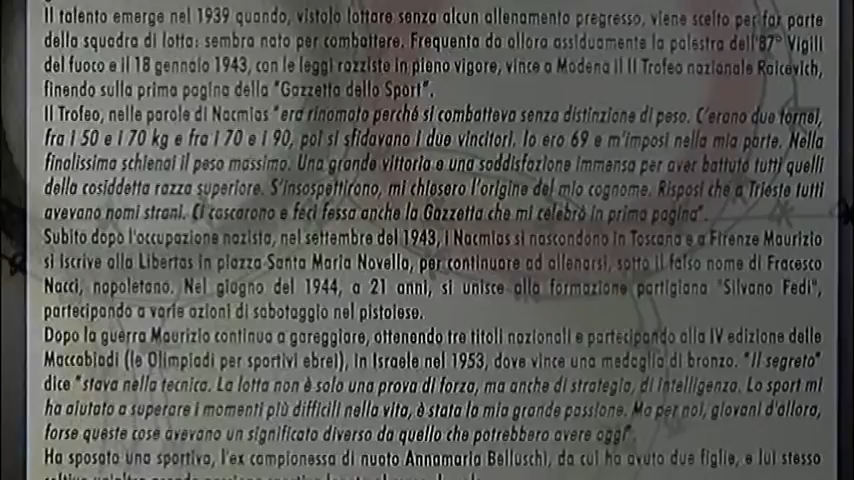 Il talento emerge nel 1939 quando, vistolo lottare senza alcun allenamento pregresso, viene scelto per far parte
della squadra di lotta: sembra nato per combattere. Frequenta da allora assiduamente la palestra dell'87° Vigili
del fuoco e il 18 gennaio 1943, con le leggi razziste in pieno vigore, vince a Modena il II Trofeo nazionale Raicevich,
finendo sulla prima pagina della "Gazzetta dello Sport".
Il Trofeo, nelle parole di Nacmias "era rinomato perché si combatteva senza distinzione di peso. C'erano due tornei,
fra i 50 e i 70 kg e fra i 70 e i 90, poi si sfidavano i due vincitori. Io ero 69 e m'imposi nella mia parte. Nella
finalissima schienai il peso massimo. Una grande vittoria e una soddisfazione immensa per aver battuto tutti quelli
della cosiddetta razza superiore. S'insospettirono, mi chiesero l'origine del mio cognome. Risposi che a Trieste tutti
avevano nomi strani. Ci cascarono e feci fessa anche la Gazzetta che mi celebrò in prima pagina".
Subito dopo l'occupazione nazista, nel settembre del 1943, i Nacmias si nascondono in Toscana e a Firenze Maurizio
si iscrive alla Libertas in piazza Santa Maria Novella, per continuare ad allenarsi, sotto il falso nome di Fracesco
Nacci, napoletano. Nel giugno del 1944, a 21 anni, si unisce alla formazione partigiana "Silvano Fedi",
partecipando a varie azioni di sabotaggio nel pistoiese.
Dopo la guerra Maurizio continua a gareggiare, ottenendo tre titoli nazionali e partecipando alla IV edizione delle
Maccabiadi (le Olimpiadi per sportivi ebrei), in Israele nel 1953, dove vince una medaglia di bronzo. "Il segreto"
dice "stava nella tecnica. La lotta non è solo una prova di forza, ma anche di strategia, di intelligenza. Lo sport mi
ha aiutato a superare i momenti più difficili nella vita, è stata la mia grande passione. Ma per noi, giovani d'allora,
forse queste cose avevano un significato diverso da quello che potrebbero avere oggi"
Ha sposato una sportiva, l'ex campionessa di nuoto Annamaria Belluschi, da cui ha avuto due figlie, e lui stesso